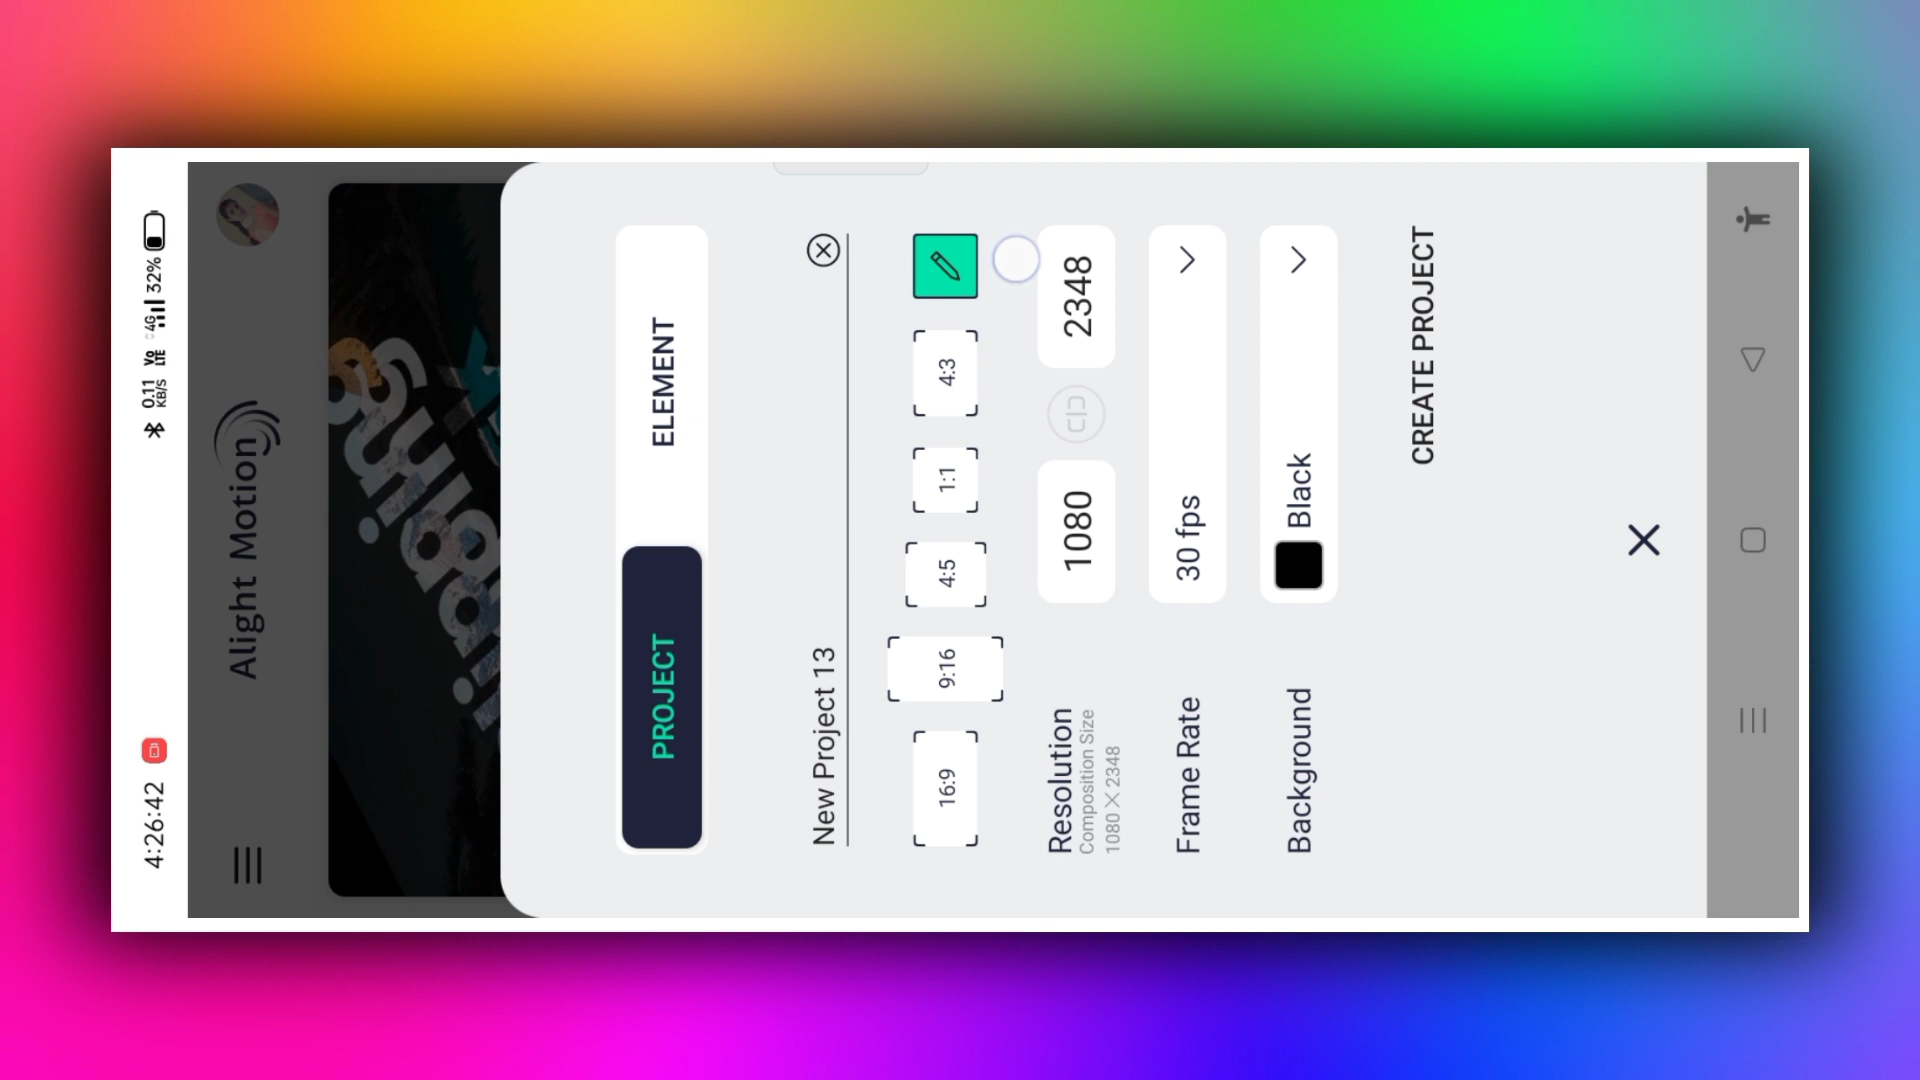 4:26:42
0.11 KB/S Vo LTE 4G 32%
Alight Motion
PROJECT
ELEMENT
New Project 13
16:9
9:16
4:5
1:1
4:3
Resolution
Composition Size
1080 X 2348
1080
2348
Frame Rate
30 fps
Background
Black
CREATE PROJECT